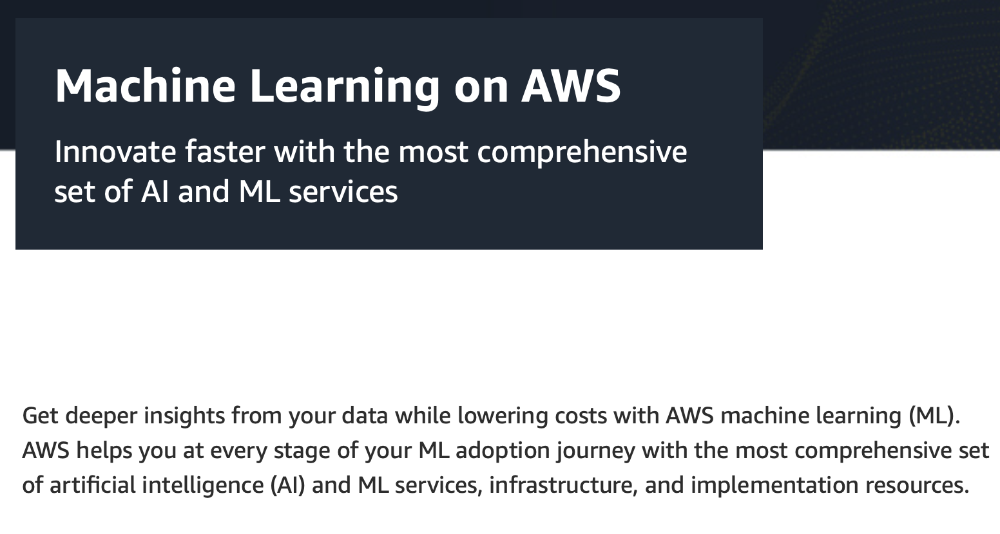 Machine Learning on AWS
Innovate faster with the most comprehensive
set of AI and ML services
Get deeper insights from your data while lowering costs with AWS machine learning (ML).
AWS helps you at every stage of your ML adoption journey with the most comprehensive set
of artificial intelligence (AI) and ML services, infrastructure, and implementation resources.